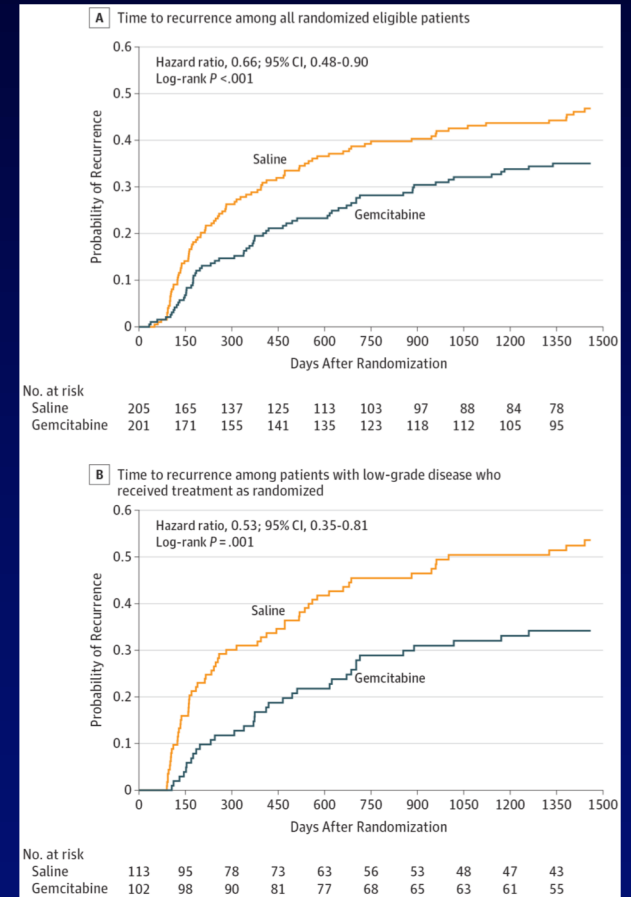 A Time to recurrence among all randomized eligible patients
0.6
Hazard ratio, 0.66; 95% CI, 0.48-0.90
Log-rank P <.001
0.5
0.4
Saline
0.3
Gemcitabine
0.2
0.1
0
Probability of Recurrence
0 150 300 450 600 750 900 1050 1200 1350 1500
Days After Randomization
No. at risk
Saline 205 165 137 125 113 103 97 88 84 78
Gemcitabine 201 171 155 141 135 123 118 112 105 95
B Time to recurrence among patients with low-grade disease who
received treatment as randomized
0.6
Hazard ratio, 0.53; 95% CI, 0.35-0.81
Log-rank P = .001
0.5
0.4
Saline
0.3
Gemcitabine
0.2
0.1
0
Probability of Recurrence
0 150 300 450 600 750 900 1050 1200 1350 1500
Days After Randomization
No. at risk
Saline 113 95 78 73 63 56 53 48 47 43
Gemcitabine 102 98 90 81 77 68 65 63 61 55